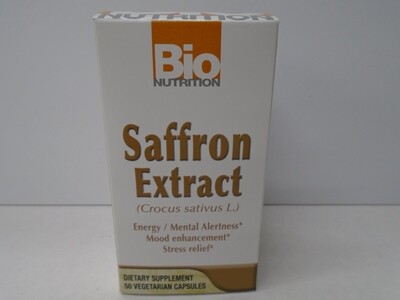 Bio NUTRITION
Bio
NUTRITION
Saffron
Extract
(Crocus sativus L.)
Energy / Mental Alertness*
Mood enhancement*
Stress relief*
DIETARY SUPPLEMENT
50 VEGETARIAN CAPSULES